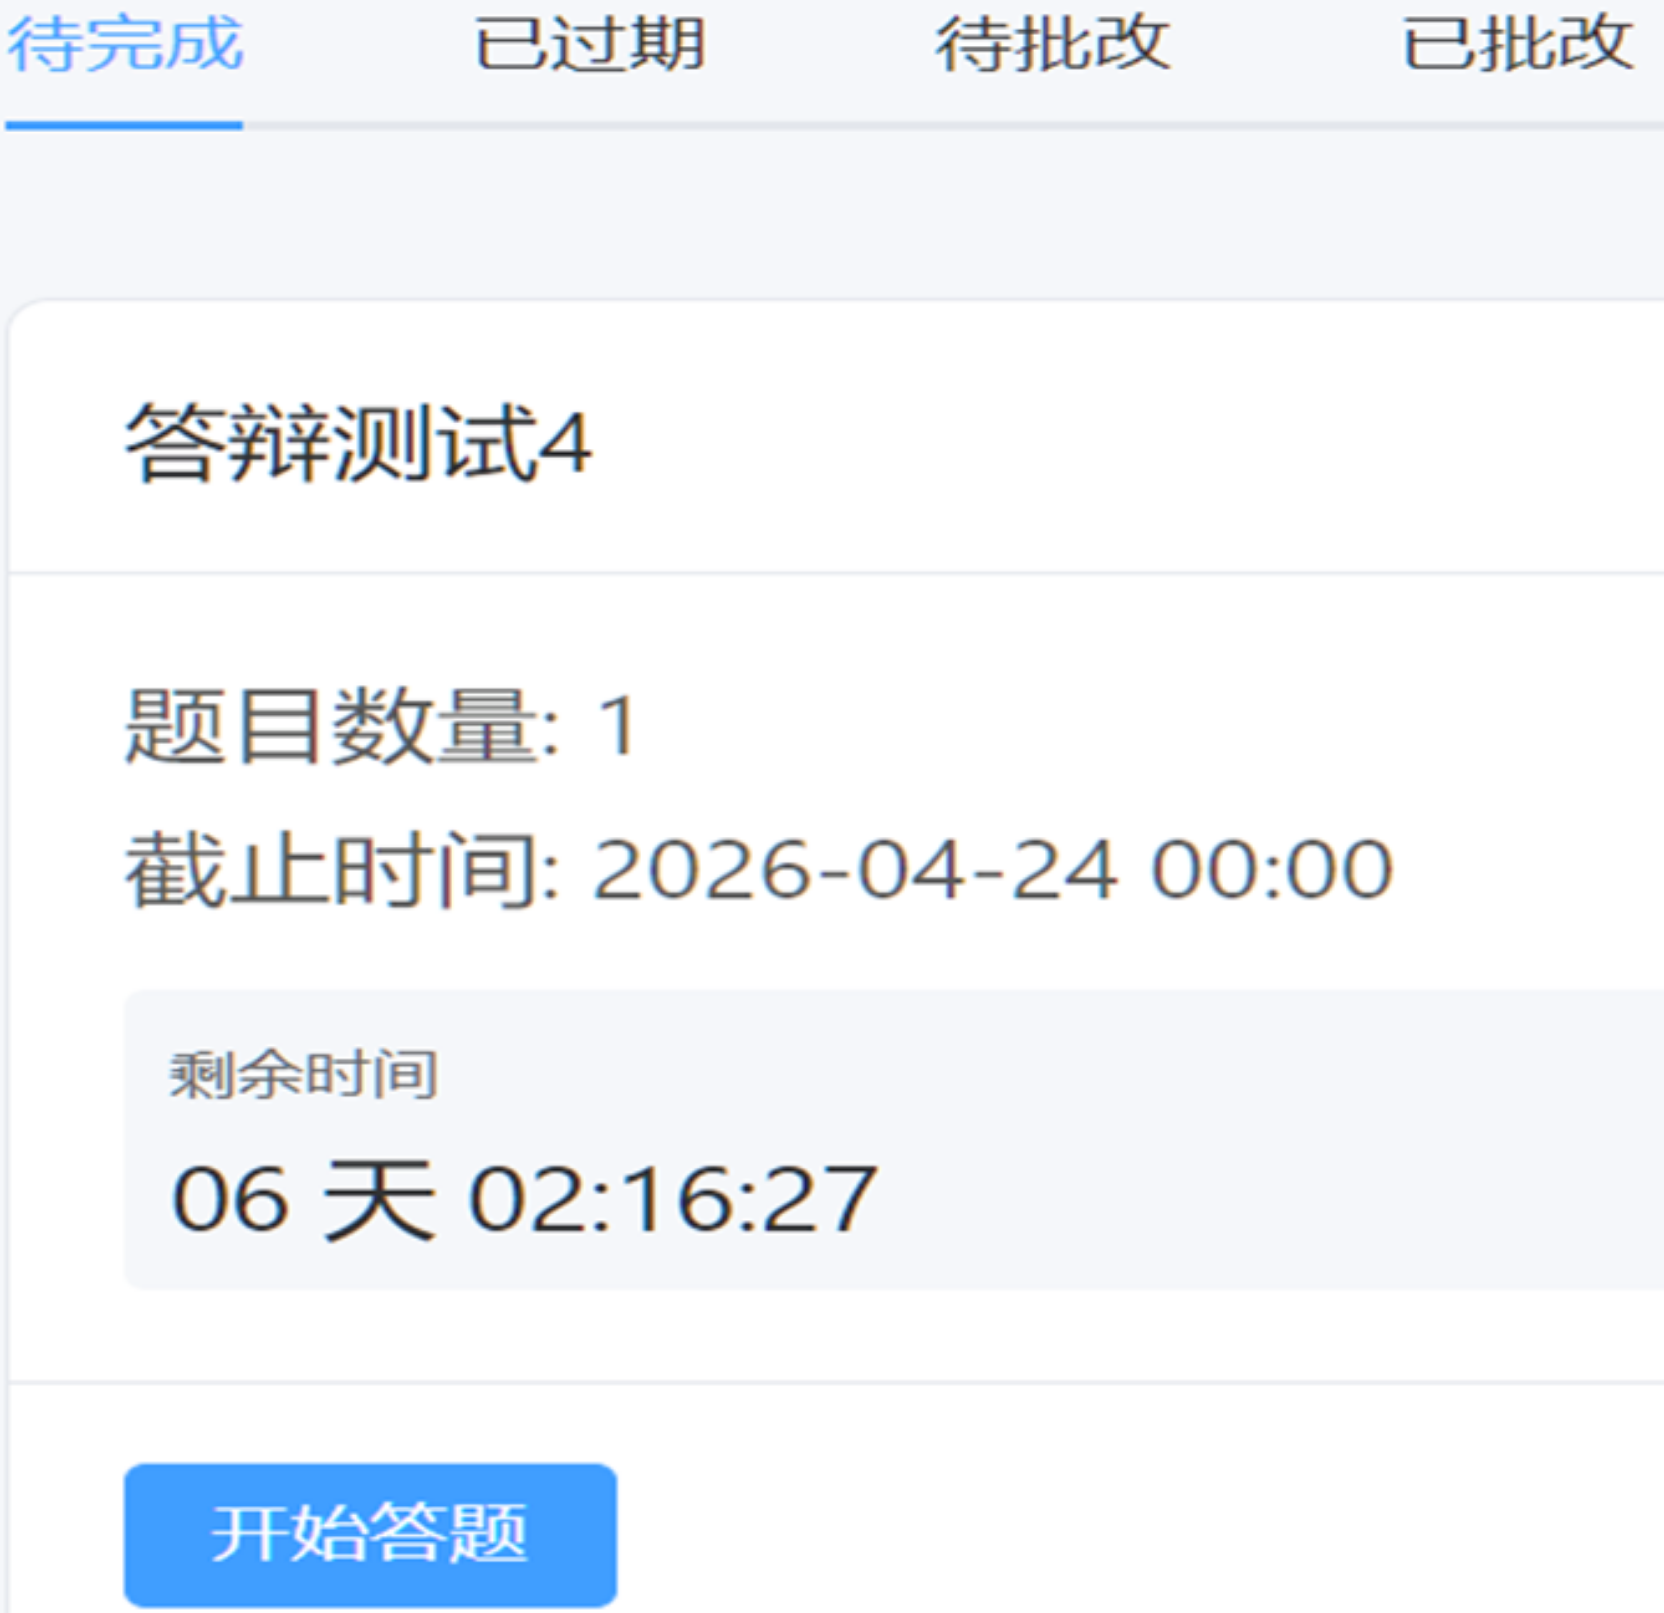 待完成 已过期 待批改 已批改
答辩测试4
题目数量: 1
截止时间: 2026-04-24 00:00
剩余时间
06 天 02:16:27
开始答题